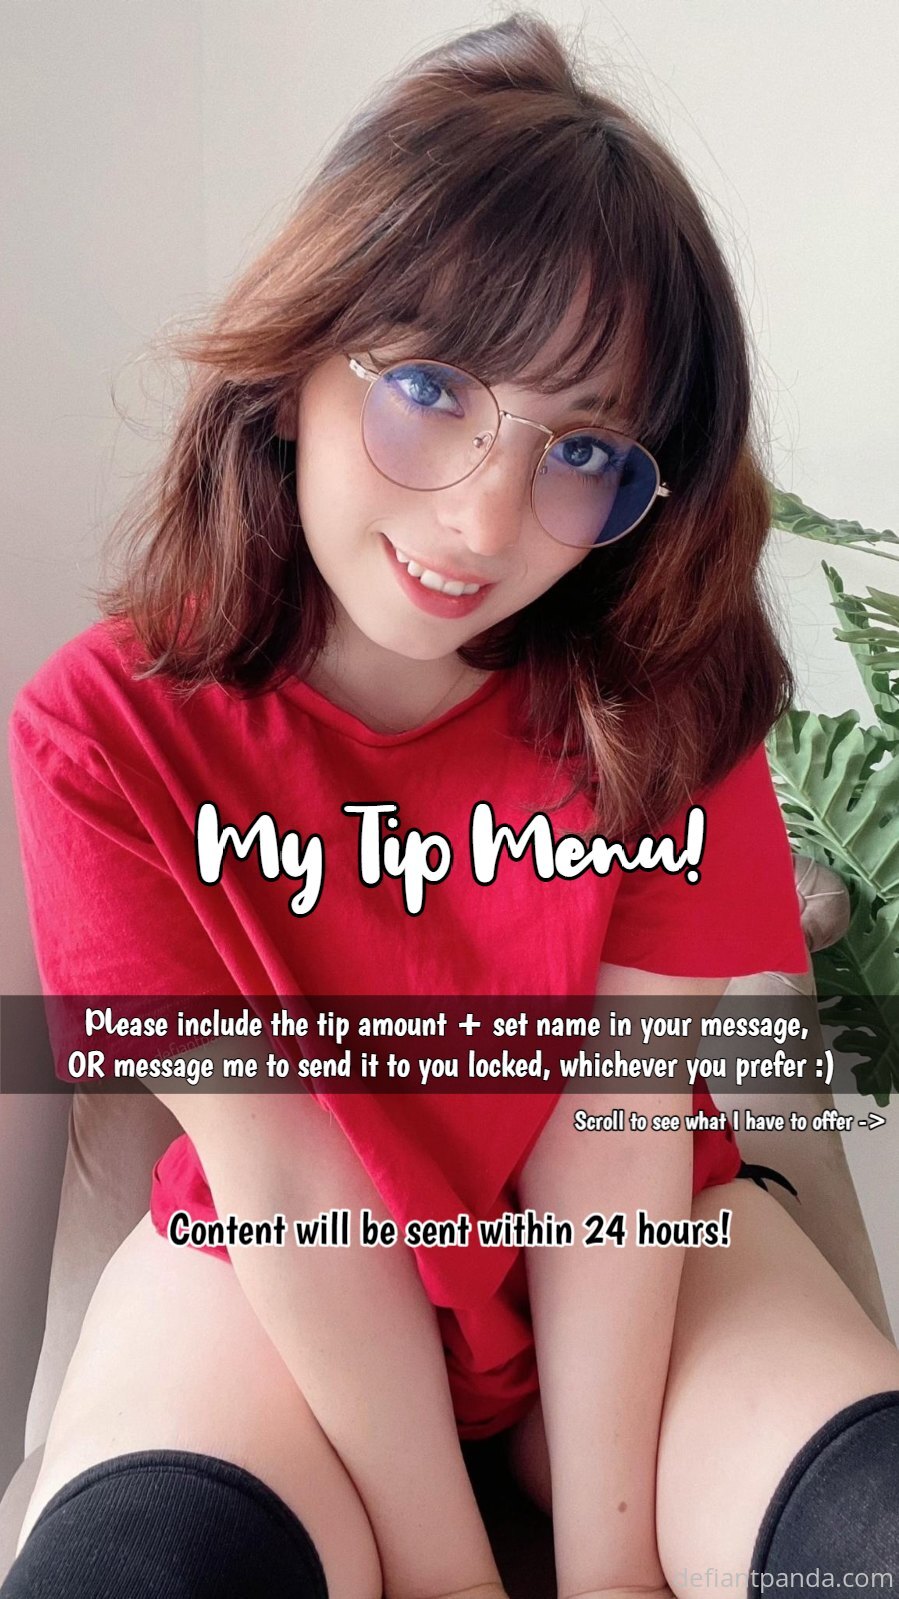 My Tip Menu!
Please include the tip amount + set name in your message,
OR message me to send it to you locked, whichever you prefer :)
Scroll to see what I have to offer ->
Content will be sent within 24 hours!
defiantpanda.com